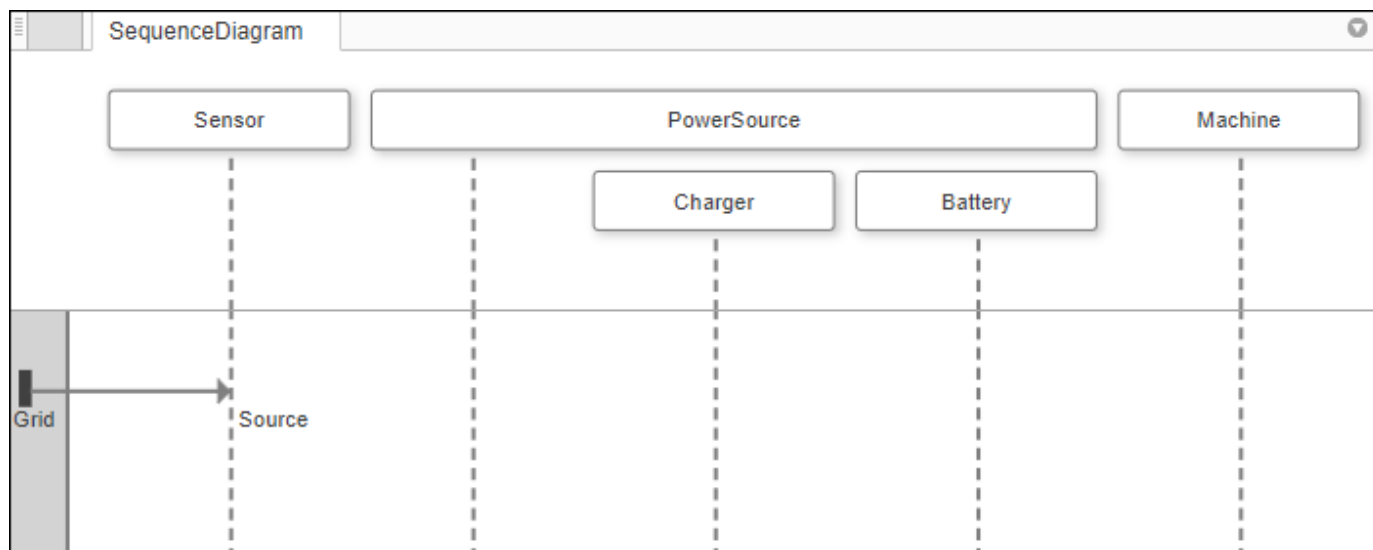 SequenceDiagram
Sensor
PowerSource
Machine
Charger
Battery
Grid
Source